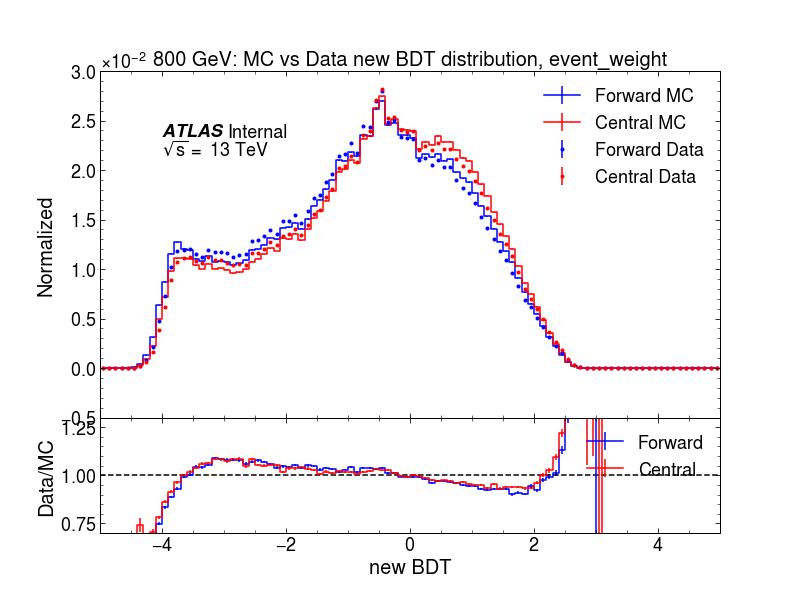 ×10⁻² 800 GeV: MC vs Data new BDT distribution, event_weight
3.0
2.5
2.0
1.5
1.0
0.5
0.0
Normalized
ATLAS Internal
√s = 13 TeV
Forward MC
Central MC
Forward Data
Central Data
0.5
1.25
1.00
0.75
Data/MC
Forward
Central
−4 −2 0 2 4
new BDT